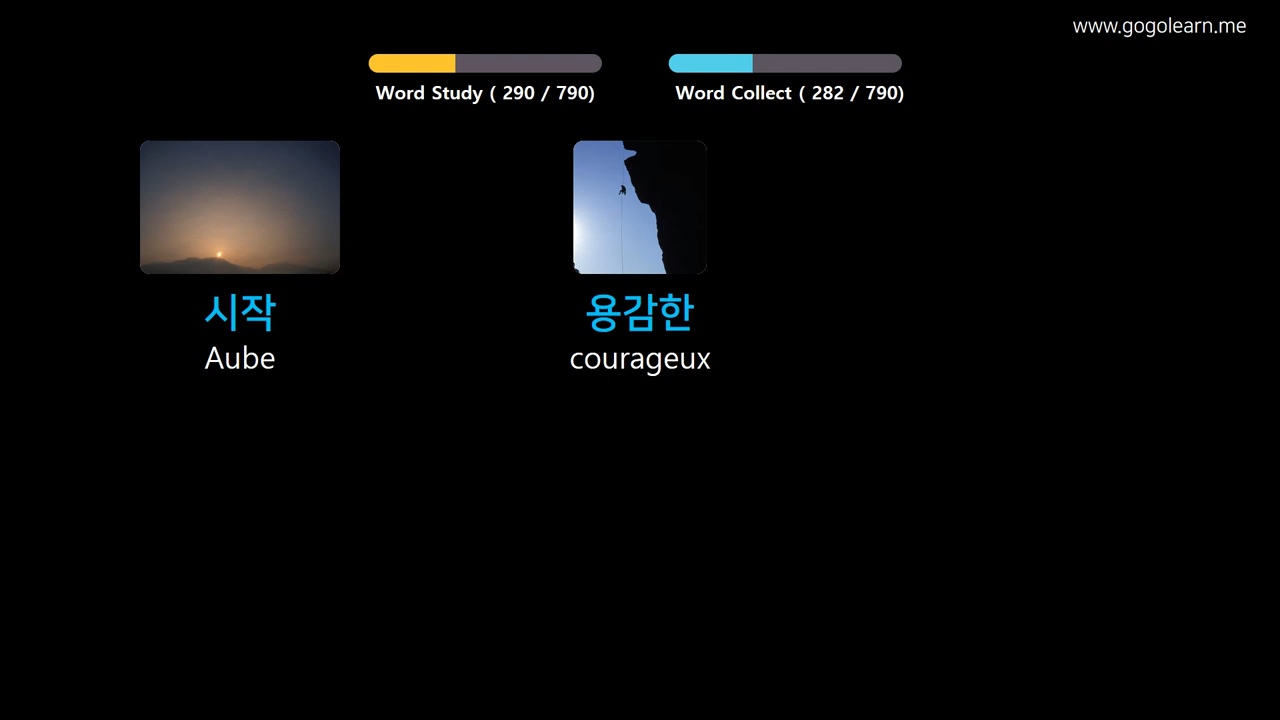 www.gogolearn.me
Word Study ( 290 / 790)
Word Collect ( 282 / 790)
시작
Aube
용감한
courageux